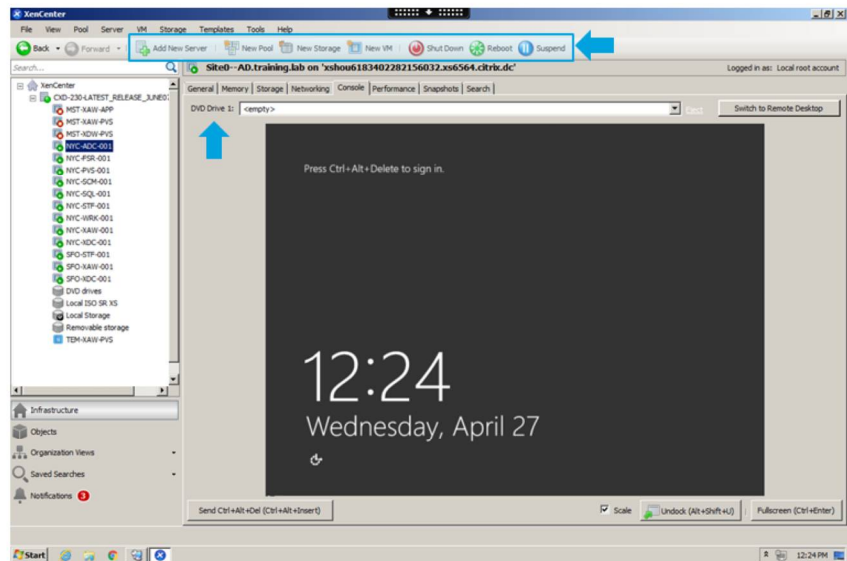 XenCenter
File View Pool Server VM Storage Templates Tools Help
Back Forward Add New Server New Pool New Storage New VM Shut Down Reboot Suspend
Search...
Site0--AD.training.lab on 'xshou6183402282156032.xs6564.citrix.dc'
Logged in as: Local root account
XenCenter
CXD-230-LATEST_RELEASE_JUNE0
MST-XAW-APP
MST-XAW-PVS
MST-XDW-PVS
NYC-ADC-001
NYC-FSR-001
NYC-PVS-001
NYC-SCM-001
NYC-SQL-001
NYC-STF-001
NYC-WRK-001
NYC-XAW-001
NYC-XDC-001
SFO-STF-001
SFO-XAW-001
SFO-XDC-001
DVD drives
Local ISO SR XS
Local Storage
Removable storage
TEM-XAW-PVS
Infrastructure
Objects
Organization Views
Saved Searches
Notifications 3
General Memory Storage Networking Console Performance Snapshots Search
DVD Drive 1: <empty> Eject Switch to Remote Desktop
Press Ctrl+Alt+Delete to sign in.
12:24
Wednesday, April 27
Send Ctrl+Alt+Del (Ctrl+Alt+Insert) Scale Undock (Alt+Shift+U) Fullscreen (Ctrl+Enter)
Start 12:24 PM